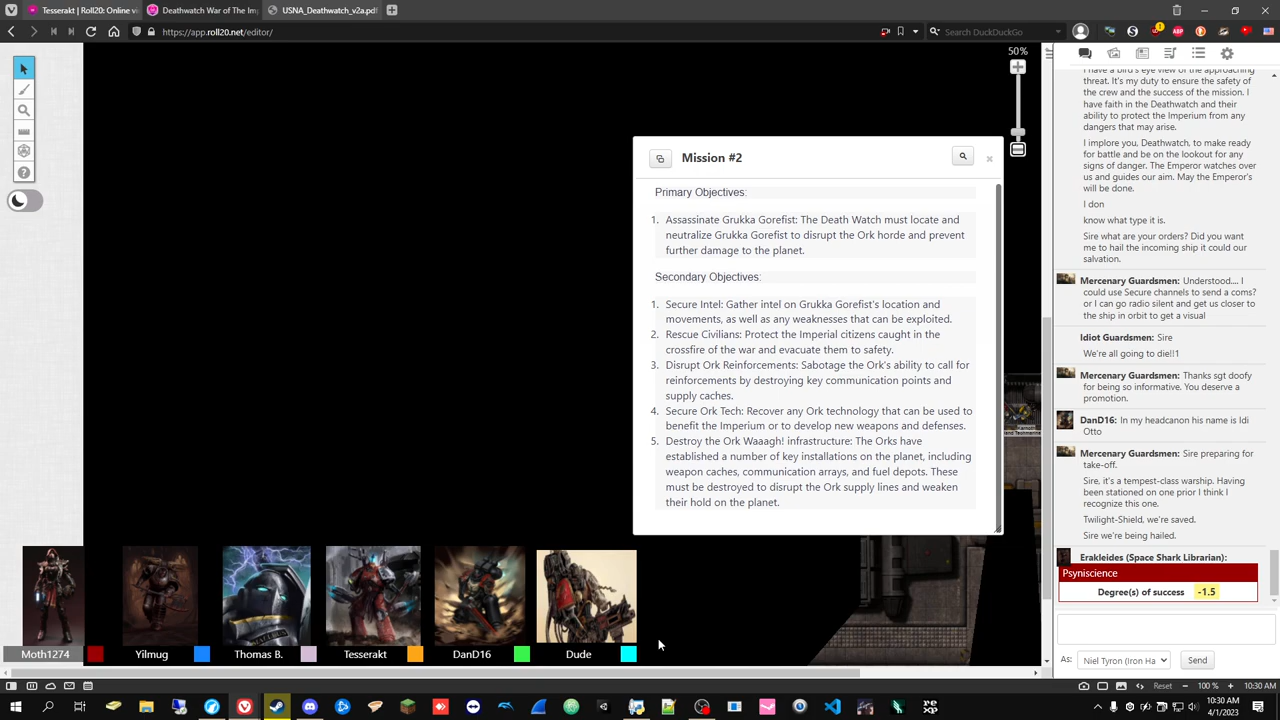 Tesserakt | Roll20: Online v
Deathwatch War of The Im
USNA_Deathwatch_v2a.pdf
https://app.roll20.net/editor/
Search DuckDuckGo
50%
Mission #2
Primary Objectives:
1. Assassinate Grukka Gorefist: The Death Watch must locate and
neutralize Grukka Gorefist to disrupt the Ork horde and prevent
further damage to the planet.
Secondary Objectives:
1. Secure Intel: Gather intel on Grukka Gorefist's location and
movements, as well as any weaknesses that can be exploited.
2. Rescue Civilians: Protect the Imperial citizens caught in the
crossfire of the war and evacuate them to safety.
3. Disrupt Ork Reinforcements: Sabotage the Ork's ability to call for
reinforcements by destroying key communication points and
supply caches.
4. Secure Ork Tech: Recover any Ork technology that can be used to
benefit the Imperium or to develop new weapons and defenses.
5. Destroy the Ork Waaagh! infrastructure: The Orks have
established a number of key installations on the planet, including
weapon caches, communication arrays, and fuel depots. These
must be destroyed to disrupt the Ork supply lines and weaken
their hold on the planet.
I have a bird's eye view of the approaching
threat. It's my duty to ensure the safety of
the crew and the success of the mission. I
have faith in the Deathwatch and their
ability to protect the Imperium from any
dangers that may arise.
I implore you, Deathwatch, to make ready
for battle and be on the lookout for any
signs of danger. The Emperor watches over
us and guides our aim. May the Emperor's
will be done.
I don
know what type it is.
Sire what are your orders? Did you want
me to hail the incoming ship it could our
salvation.
Mercenary Guardsmen: Understood.... I
could use Secure channels to send a coms?
or I can go radio silent and get us closer to
the ship in orbit to get a visual
Idiot Guardsmen: Sire
We're all going to die!!1
Mercenary Guardsmen: Thanks sgt doofy
for being so informative. You deserve a
promotion.
DanD16: In my headcanon his name is Idi
Otto
Mercenary Guardsmen: Sire preparing for
take-off.
Sire, it's a tempest-class warship. Having
been stationed on one prior I think I
recognize this one.
Twilight-Shield, we're saved.
Sire we're being hailed.
Erakleides (Space Shark Librarian):
Psyniscience
Degree(s) of success -1.5
As: Niel Tyron (Iron Ha
Send
Moth1274
Yilmug
Thomas B.
Tesserakt
DanD16
Dude
Reset
100 %
10:30 AM
10:30 AM
4/1/2023